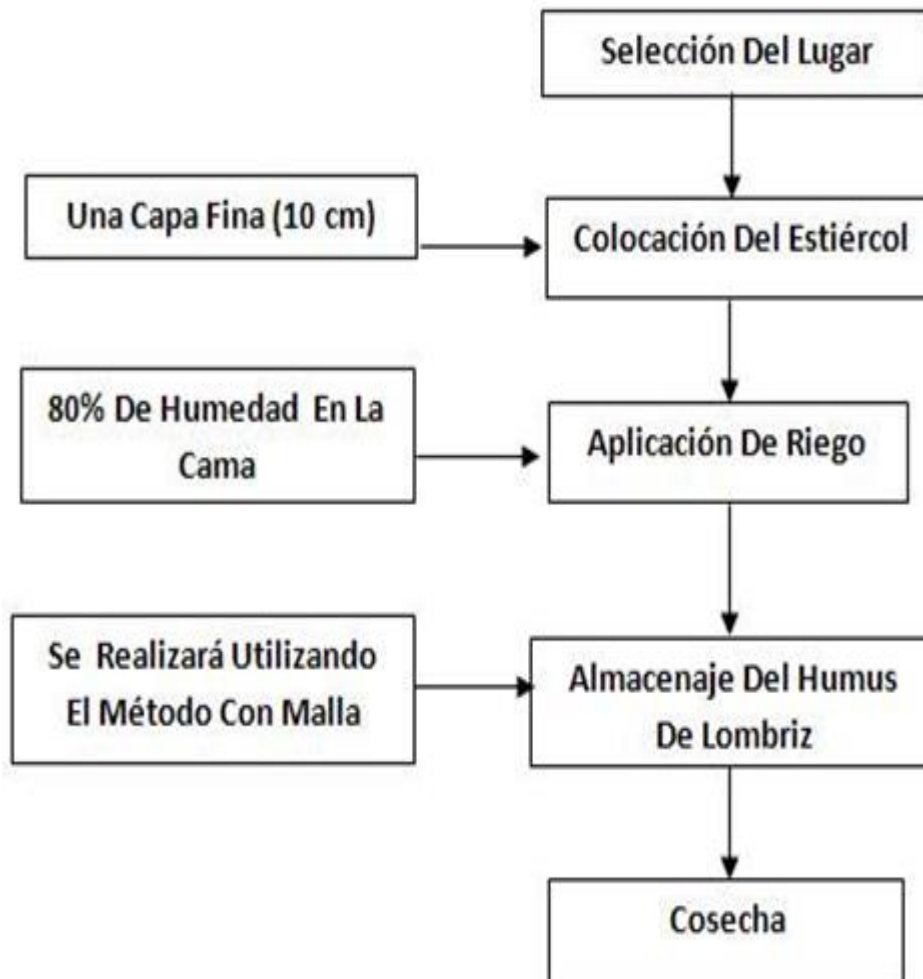 Selección Del Lugar
Una Capa Fina (10 cm)
Colocación Del Estiércol
80% De Humedad En La
Cama
Aplicación De Riego
Se Realizará Utilizando
El Método Con Malla
Almacenaje Del Humus
De Lombriz
Cosecha